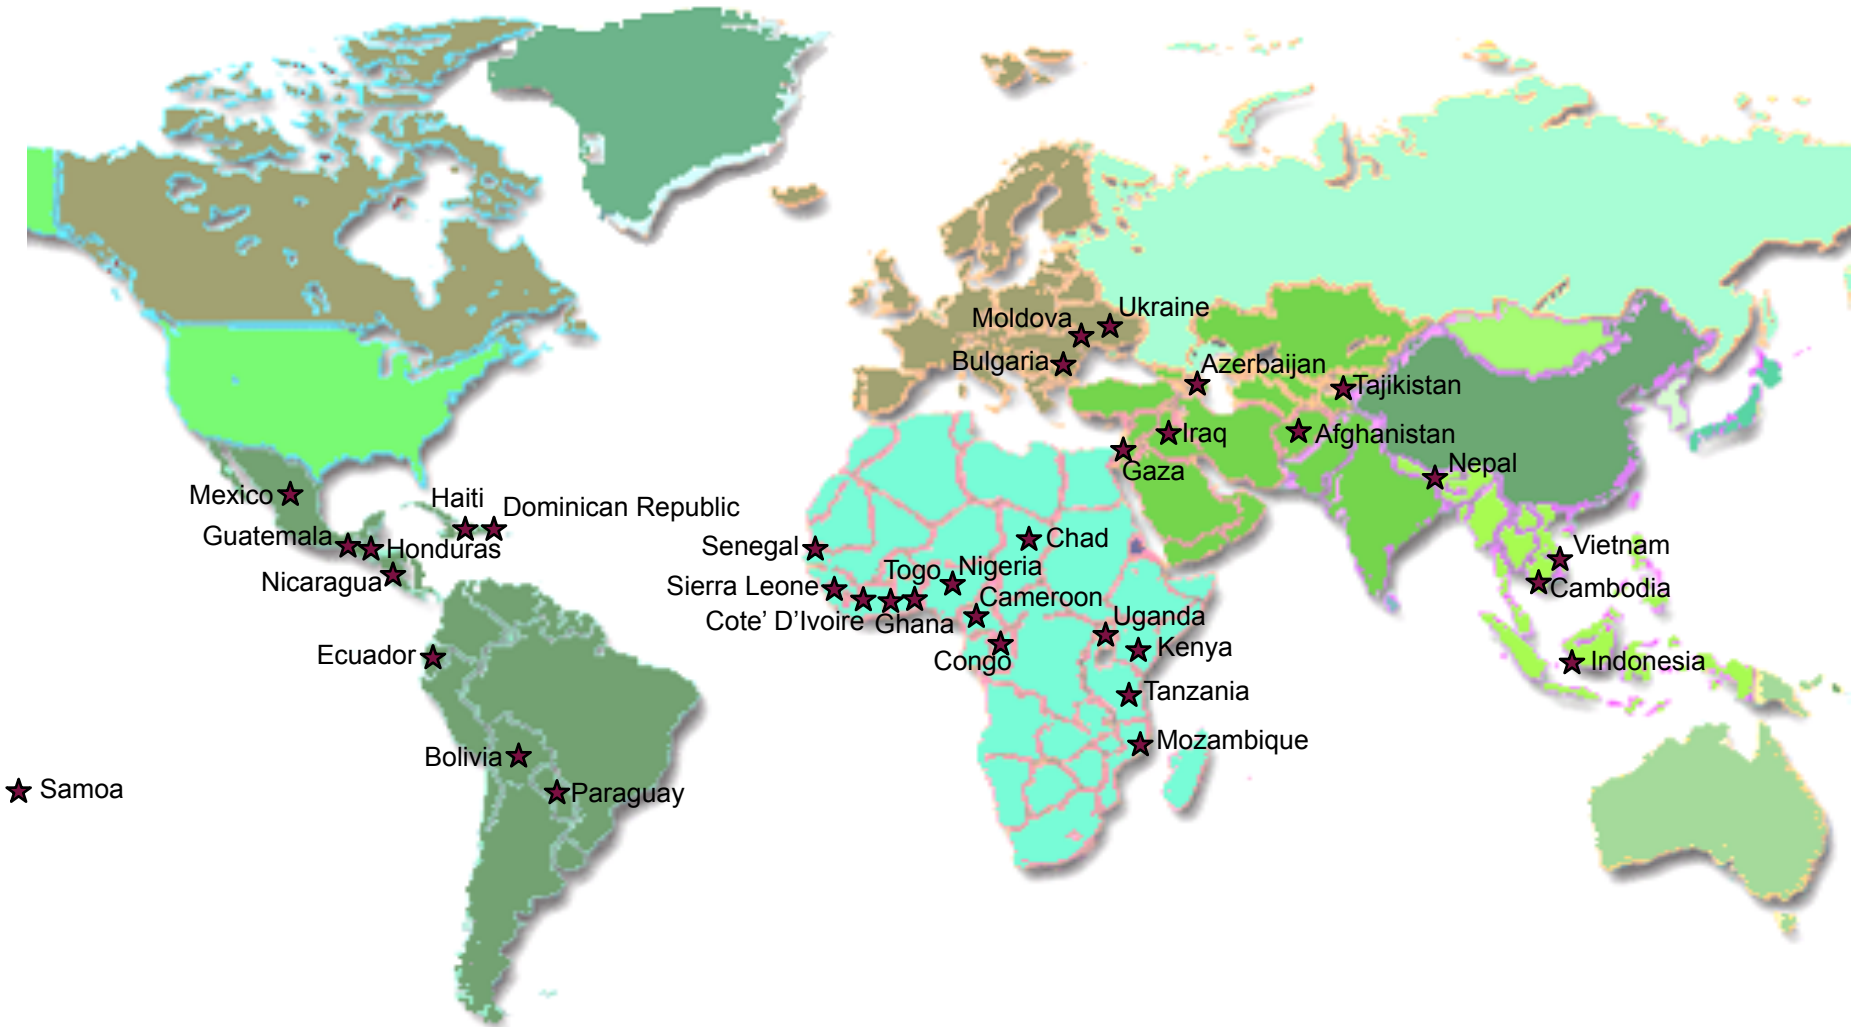 Ukraine
Moldova
Bulgaria
Azerbaijan
Tajikistan
Iraq
Afghanistan
Gaza
Nepal
Mexico
Haiti
Dominican Republic
Guatemala
Honduras
Nicaragua
Senegal
Chad
Vietnam
Togo
Nigeria
Sierra Leone
Cambodia
Cameroon
Cote’ D’Ivoire
Ghana
Uganda
Kenya
Ecuador
Congo
Indonesia
Tanzania
Mozambique
Bolivia
Samoa
Paraguay